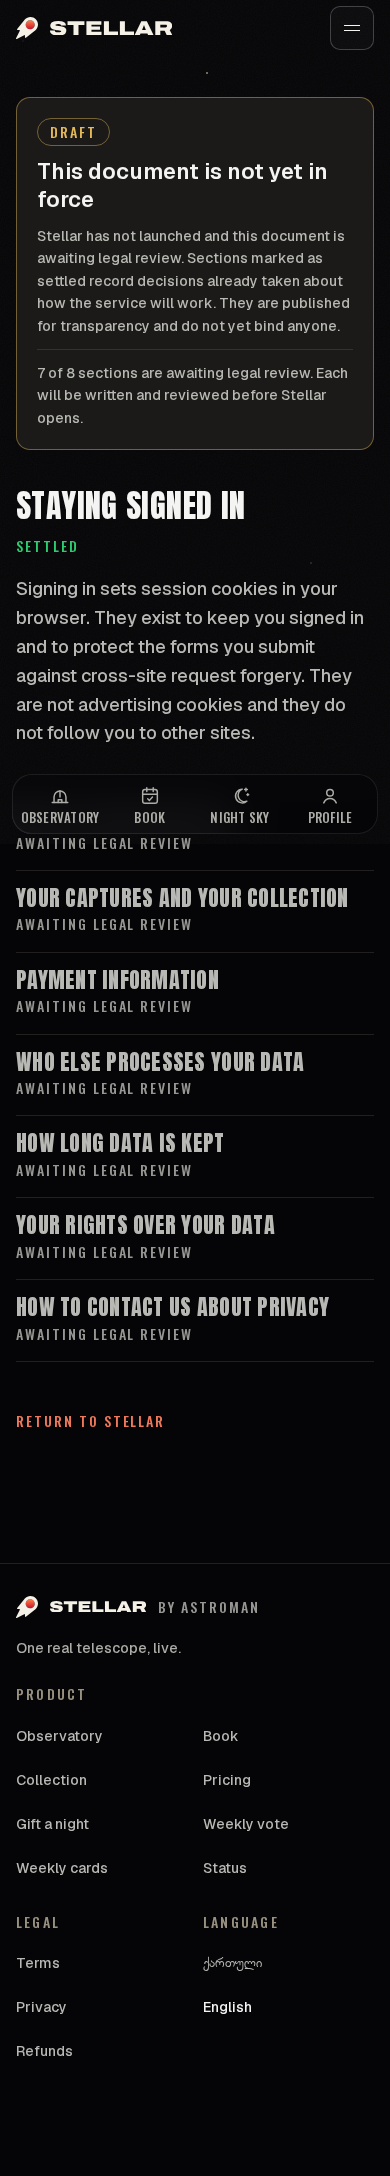 STELLAR
DRAFT
This document is not yet in
force
Stellar has not launched and this document is
awaiting legal review. Sections marked as
settled record decisions already taken about
how the service will work. They are published
for transparency and do not yet bind anyone.
7 of 8 sections are awaiting legal review. Each
will be written and reviewed before Stellar
opens.
STAYING SIGNED IN
SETTLED
Signing in sets session cookies in your
browser. They exist to keep you signed in
and to protect the forms you submit
against cross-site request forgery. They
are not advertising cookies and they do
not follow you to other sites.
OBSERVATORY BOOK NIGHT SKY PROFILE
AWAITING LEGAL REVIEW
YOUR CAPTURES AND YOUR COLLECTION
AWAITING LEGAL REVIEW
PAYMENT INFORMATION
AWAITING LEGAL REVIEW
WHO ELSE PROCESSES YOUR DATA
AWAITING LEGAL REVIEW
HOW LONG DATA IS KEPT
AWAITING LEGAL REVIEW
YOUR RIGHTS OVER YOUR DATA
AWAITING LEGAL REVIEW
HOW TO CONTACT US ABOUT PRIVACY
AWAITING LEGAL REVIEW
RETURN TO STELLAR
STELLAR BY ASTROMAN
One real telescope, live.
PRODUCT
Observatory Book
Collection Pricing
Gift a night Weekly vote
Weekly cards Status
LEGAL LANGUAGE
Terms ქართული
Privacy English
Refunds